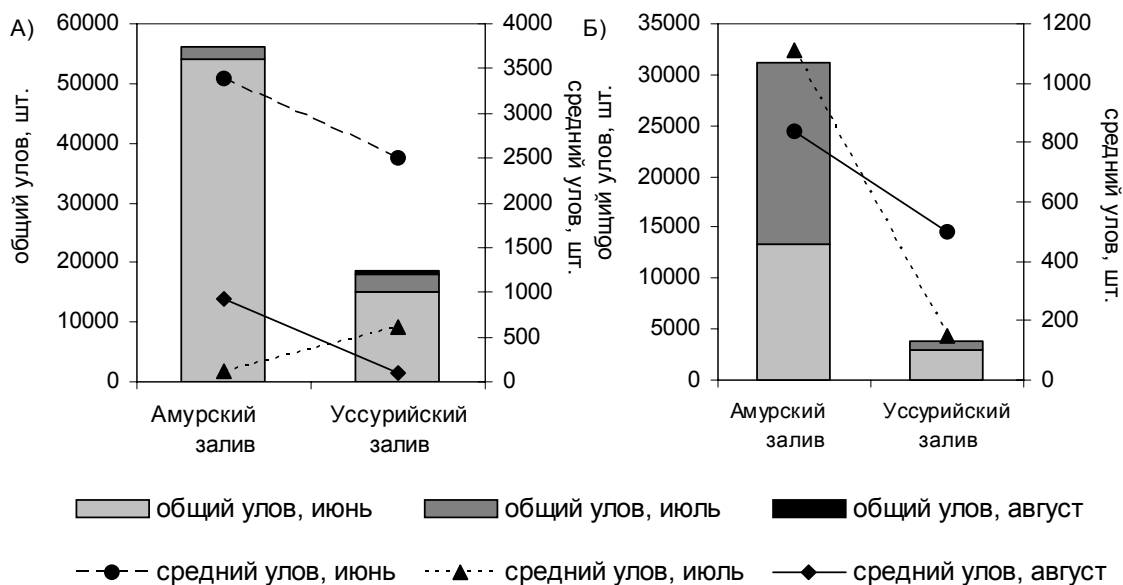 А)
60000
50000
40000
30000
20000
10000
0
общий улов, шт.
4000
3500
3000
2500
2000
1500
1000
500
0
средний улов, шт.
Амурский
залив
Уссурийский
залив
Б)
35000
30000
25000
20000
15000
10000
5000
0
общий улов, шт.
1200
1000
800
600
400
200
0
средний улов, шт.
Амурский
залив
Уссурийский
залив
общий улов, июнь
общий улов, июль
общий улов, август
средний улов, июнь
средний улов, июль
средний улов, август